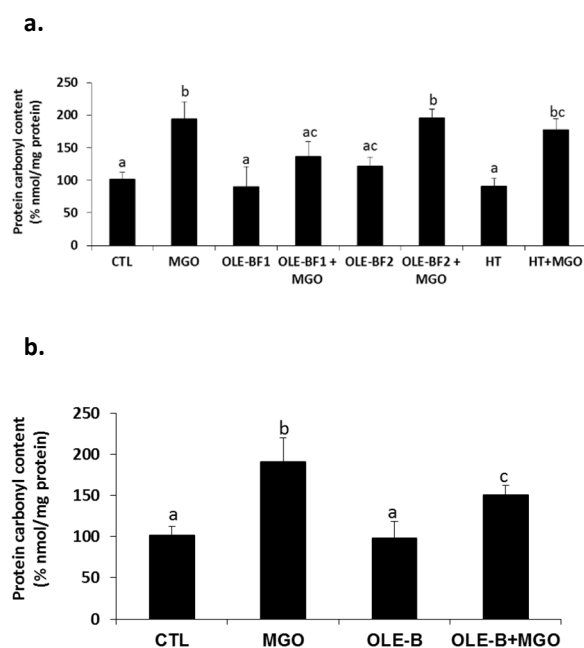 a.
Protein carbonyl content
(% nmol/mg protein)
250
200
150
100
50
0
a
b
a
ac
ac
b
a
bc
CTL
MGO
OLE-BF1
OLE-BF1 +
MGO
OLE-BF2
OLE-BF2 +
MGO
HT
HT+MGO
b.
Protein carbonyl content
(% nmol/mg protein)
250
200
150
100
50
0
a
b
a
c
CTL
MGO
OLE-B
OLE-B+MGO